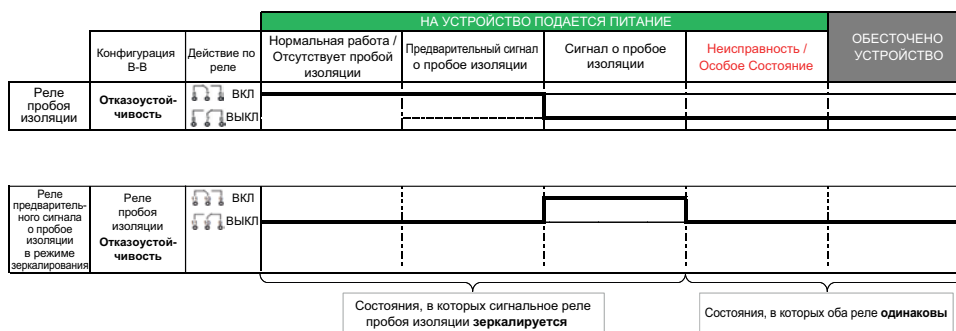 НА УСТРОЙСТВО ПОДАЕТСЯ ПИТАНИЕ
ОБЕСТОЧЕНО
УСТРОЙСТВО
Конфигурация
В-В
Действие по
реле
Нормальная работа /
Отсутствует пробой
изоляции
Предварительный сигнал
о пробое изоляции
Сигнал о пробое
изоляции
Неисправность /
Особое Состояние
Реле
пробоя
изоляции
Отказоустой-
чивость
ВКЛ
ВЫКЛ
Реле
предваритель-
ного сигнала
о пробое
изоляции
в режиме
зеркалирования
Реле
пробоя
изоляции
Отказоустой-
чивость
ВКЛ
ВЫКЛ
Состояния, в которых сигнальное реле
пробоя изоляции зеркалируется
Состояния, в которых оба реле одинаковы